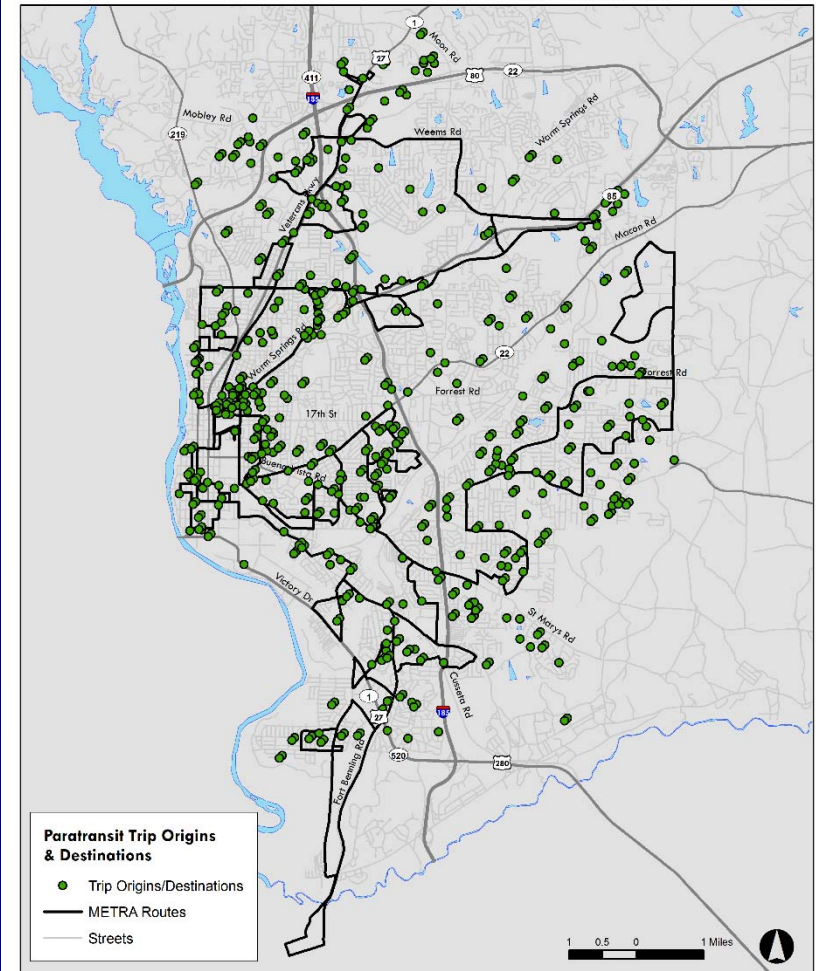 1
27
Moon Rd
80
22
411
185
Mobley Rd
219
Weems Rd
Warm Springs Rd
85
Veterans Pkwy
Macon Rd
Warm Springs Rd
22
Forrest Rd
Forrest Rd
17th St
Buena Vista Rd
Victory Dr
St Marys Rd
1
27
185
Cusseta Rd
Fort Benning Rd
520
280
Paratransit Trip Origins
& Destinations
Trip Origins/Destinations
METRA Routes
Streets
1 0.5 0 1 Miles